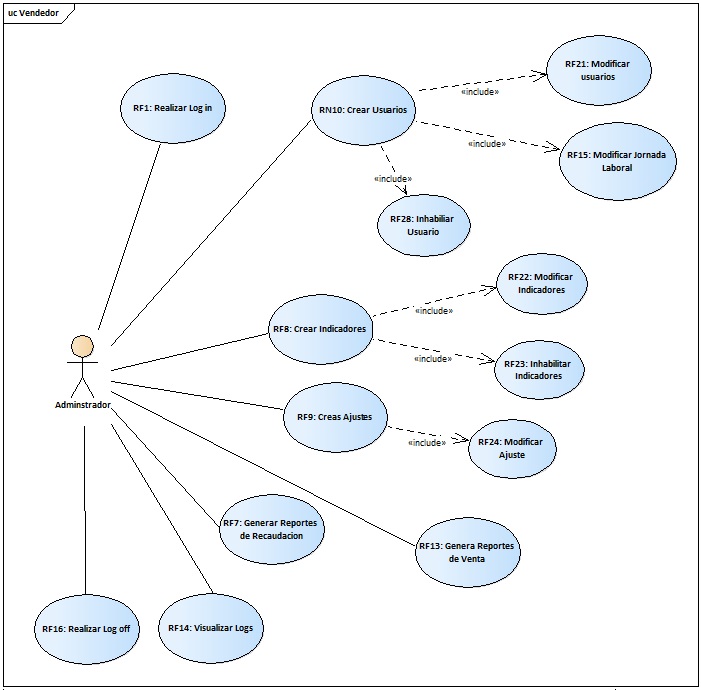 uc Vendedor
RF1: Realizar Log in
RN10: Crear Usuarios
RF21: Modificar
usuarios
«include»
«include»
RF15: Modificar Jornada
Laboral
«include»
RF28: Inhabiliar
Usuario
RF22: Modificar
Indicadores
«include»
RF8: Crear Indicadores
«include»
RF23: Inhabilitar
Indicadores
Adminstrador
RF9: Creas Ajustes
«include»
RF24: Modificar
Ajuste
RF7: Generar Reportes
de Recaudacion
RF13: Genera Reportes
de Venta
RF16: Realizar Log off
RF14: Visualizar Logs